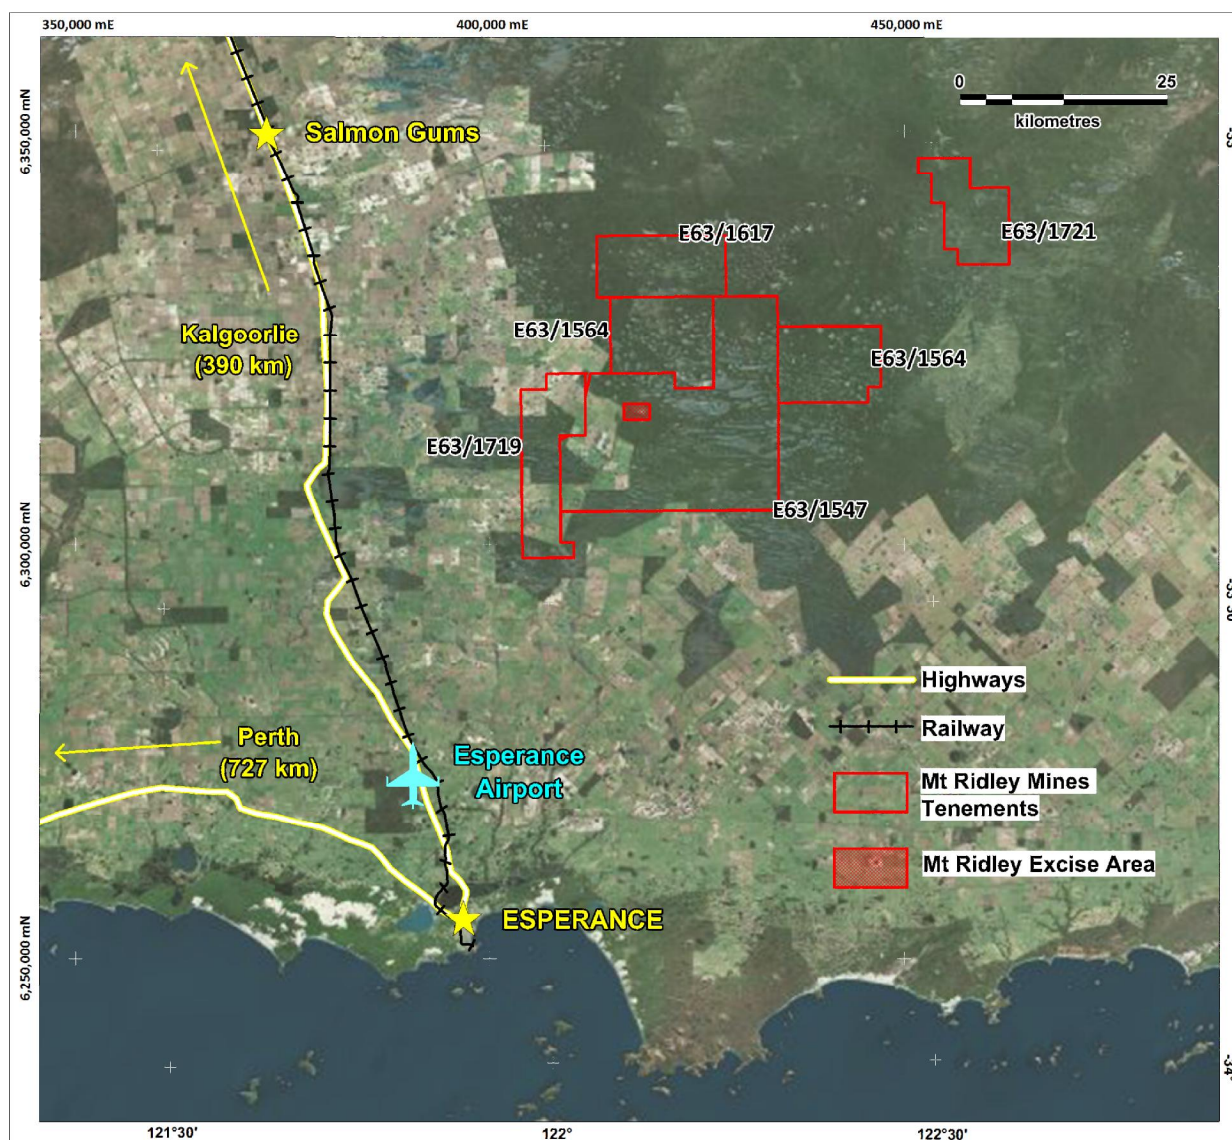 350,000 mE
400,000 mE
450,000 mE
0
25
kilometres
6,350,000 mN
Salmon Gums
E63/1721
E63/1617
Kalgoorlie
(390 km)
E63/1564
E63/1564
E63/1719
E63/1547
6,300,000 mN
Highways
Railway
Perth
(727 km)
Esperance
Airport
Mt Ridley Mines
Tenements
Mt Ridley Excise Area
ESPERANCE
6,250,000 mN
121°30'
122°
122°30'